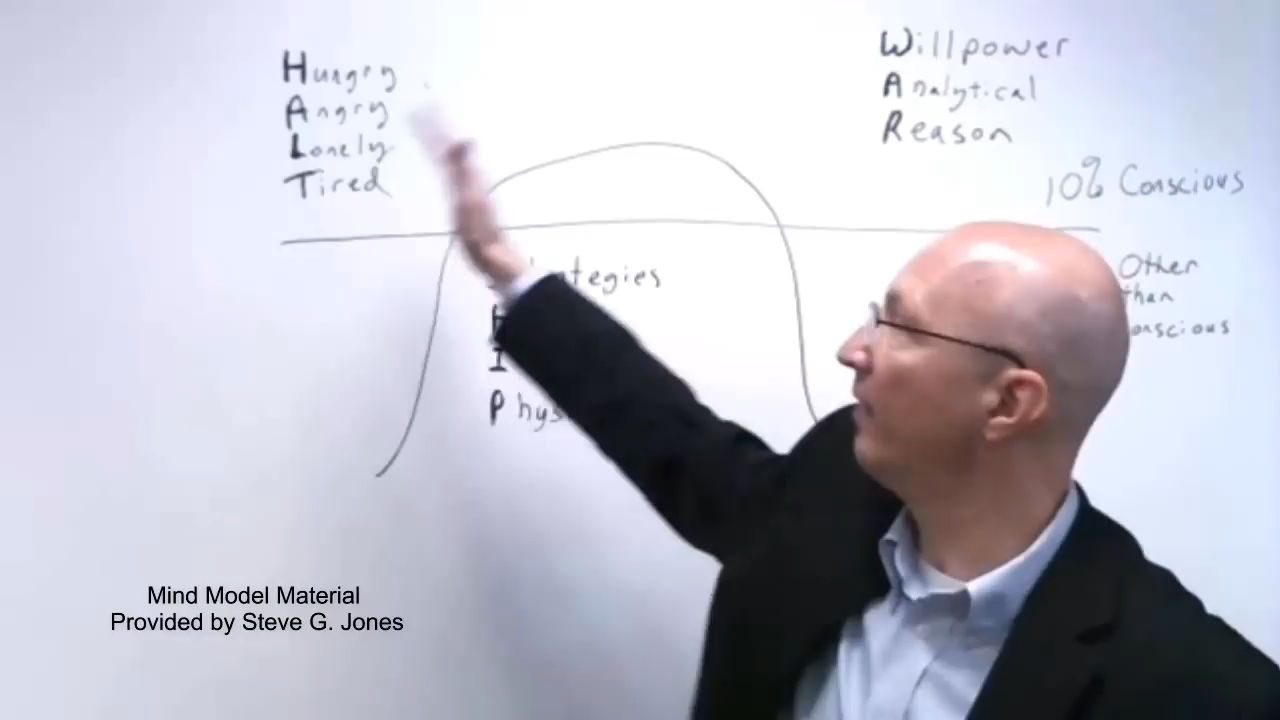 Hungry
Angry
Lonely
Tired
Willpower
Analytical
Reason
10% Conscious
Other
than
P
Mind Model Material
Provided by Steve G. Jones